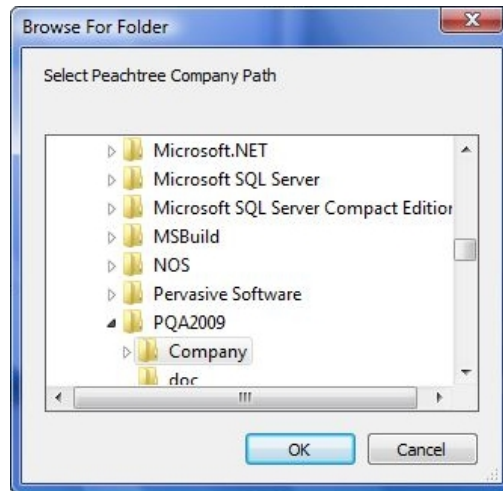 Browse For Folder
Select Peachtree Company Path
Microsoft.NET
Microsoft SQL Server
Microsoft SQL Server Compact Edition
MSBuild
NOS
Pervasive Software
PQA2009
Company
doc
OK
Cancel